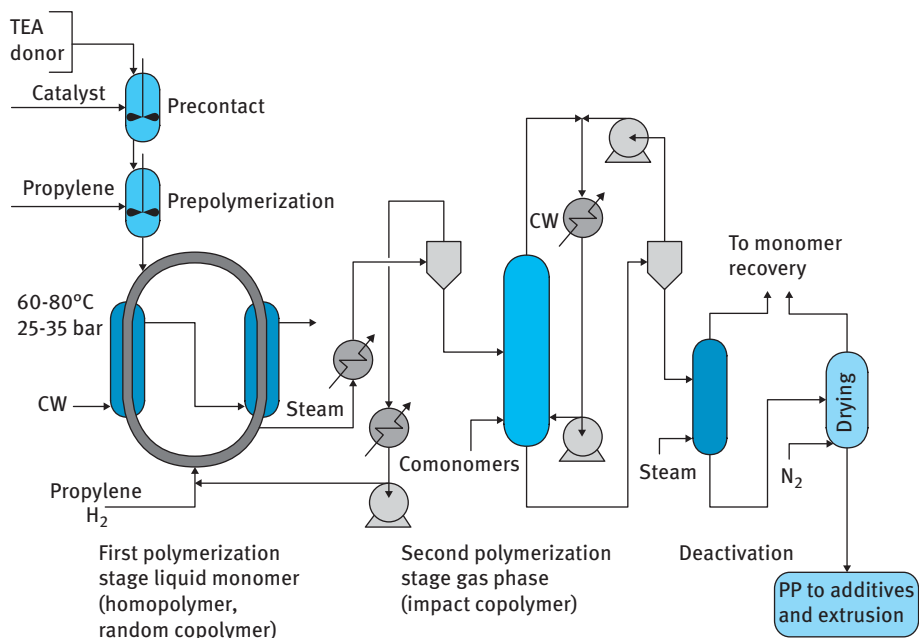 TEA
donor
Catalyst
Precontact
Propylene
Prepolymerization
CW
To monomer
recovery
60-80°C
25-35 bar
CW
Steam
Comonomers
Steam
Drying
N2
Propylene
H2
First polymerization
stage liquid monomer
(homopolymer,
random copolymer)
Second polymerization
stage gas phase
(impact copolymer)
Deactivation
PP to additives
and extrusion